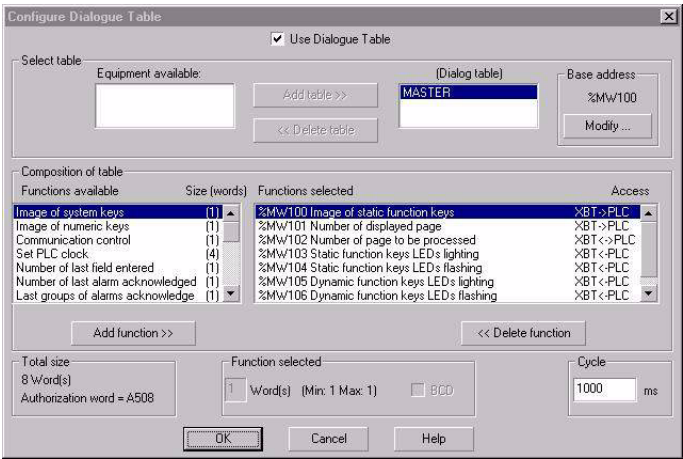 Configure Dialogue Table
Use Dialogue Table
Select table
Equipment available:
Add table >>
<< Delete table
(Dialog table)
MASTER
Base address
%MW100
Modify ...
Composition of table
Functions available Size (words)
Image of system keys (1)
Image of numeric keys (1)
Communication control (1)
Set PLC clock (4)
Number of last field entered (1)
Number of last alarm acknowledged (1)
Last groups of alarms acknowledge (1)
Functions selected Access
%MW100 Image of static function keys XBT->PLC
%MW101 Number of displayed page XBT->PLC
%MW102 Number of page to be processed XBT<->PLC
%MW103 Static function keys LEDs lighting XBT<-PLC
%MW104 Static function keys LEDs flashing XBT<-PLC
%MW105 Dynamic function keys LEDs lighting XBT<-PLC
%MW106 Dynamic function keys LEDs flashing XBT<-PLC
Add function >>
<< Delete function
Total size
8 Word(s)
Authorization word = A508
Function selected
1 Word(s) (Min: 1 Max: 1) BCD
Cycle
1000 ms
OK Cancel Help